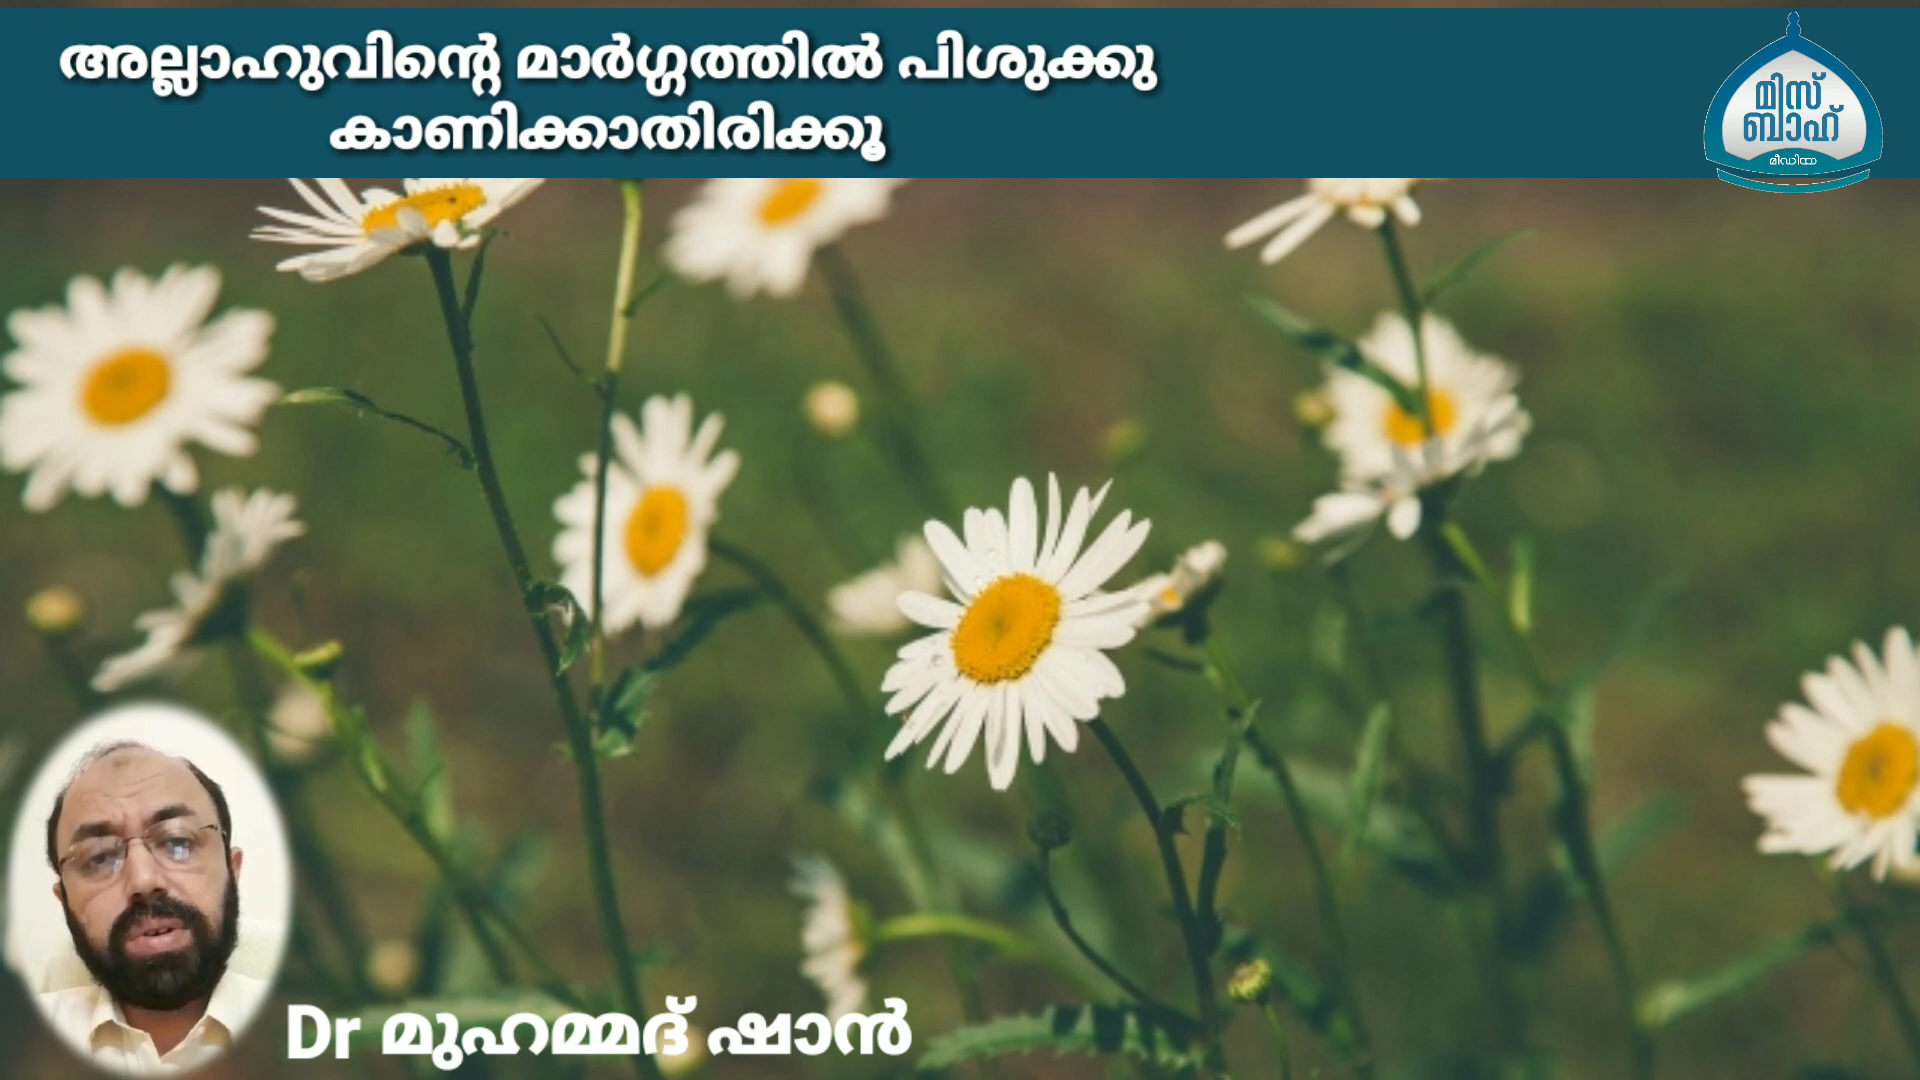 അല്ലാഹുവിന്റെ മാർഗ്ഗത്തിൽ പിശുക്കു
കാണിക്കാതിരിക്കൂ
മിസ്
ബാഹ്
മീഡിയ
Dr മുഹമ്മദ് ഷാൻ